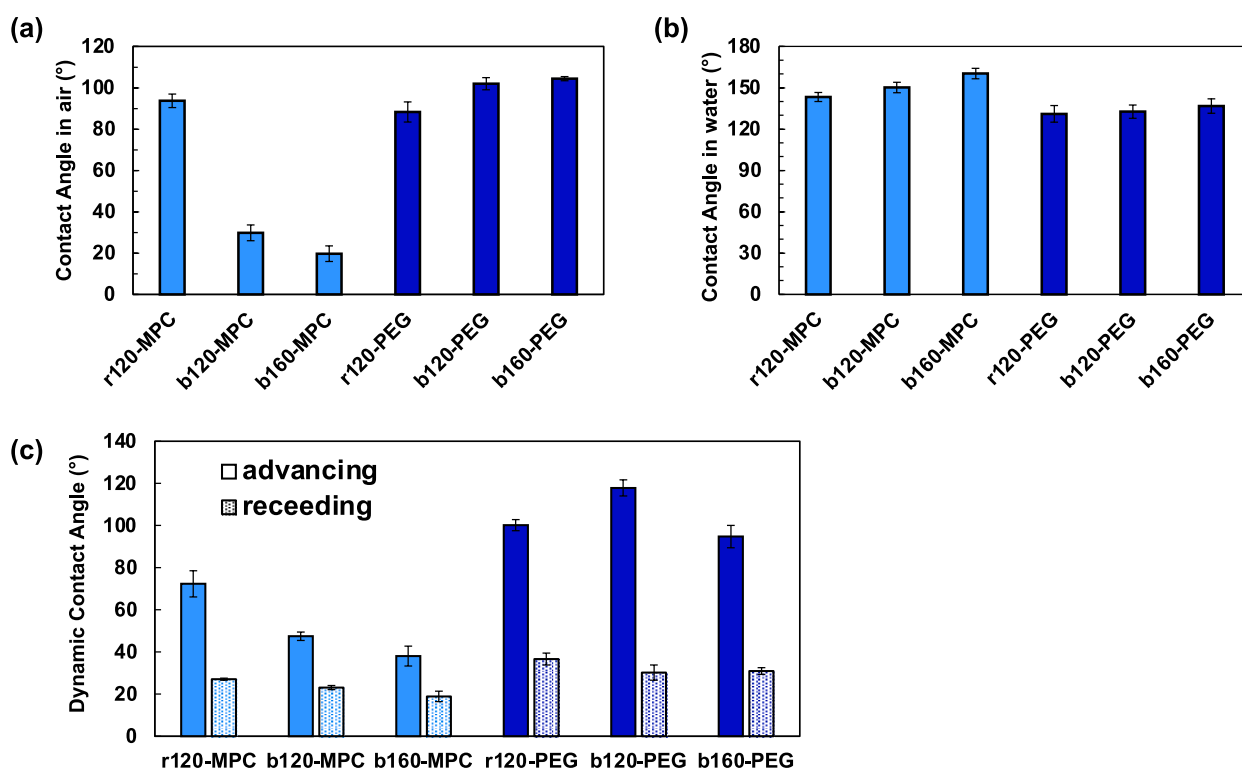 (a)
Contact Angle in air (°)
120
100
80
60
40
20
0
r120-MPC
b120-MPC
b160-MPC
r120-PEG
b120-PEG
b160-PEG
(b)
Contact Angle in water (°)
180
150
120
90
60
30
0
r120-MPC
b120-MPC
b160-MPC
r120-PEG
b120-PEG
b160-PEG
(c)
Dynamic Contact Angle (°)
140
120
100
80
60
40
20
0
advancing
receeding
r120-MPC b120-MPC b160-MPC r120-PEG b120-PEG b160-PEG